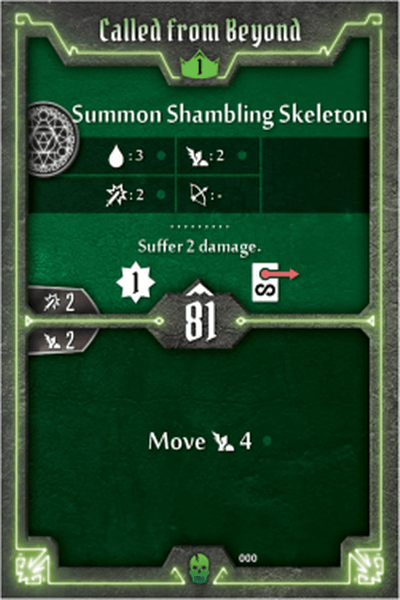 Called from Beyond
1
Summon Shambling Skeleton
: 3 : 2
: 2 : -
Suffer 2 damage.
1
2
81
2
Move 4
000